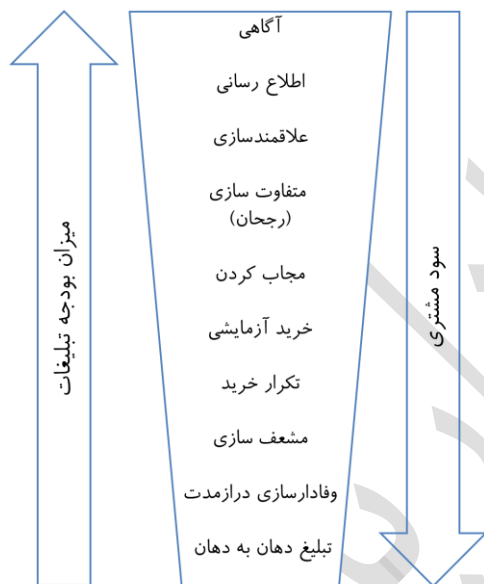 آگاهی
اطلاع رسانی
علاقمندسازی
متفاوت سازی
(رجحان)
مجاب کردن
خرید آزمایشی
تکرار خرید
مشعف سازی
وفادارسازی درازمدت
تبلیغ دهان به دهان
سود مشتری
میزان بودجه تبلیغات